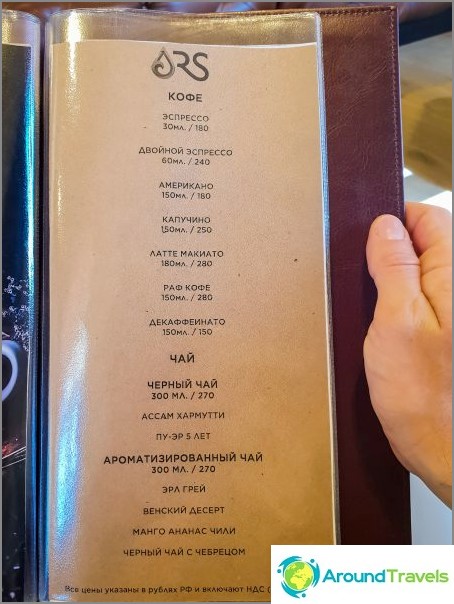 ARS
КОФЕ
ЭСПРЕССО
30МЛ. / 180
ДВОЙНОЙ ЭСПРЕССО
60МЛ. / 240
АМЕРИКАНО
150МЛ. / 180
КАПУЧИНО
150МЛ. / 250
ЛАТТЕ МАКИАТО
180МЛ. / 280
РАФ КОФЕ
150МЛ. / 280
ДЕКАФФЕИНАТО
150МЛ. / 150
ЧАЙ
ЧЕРНЫЙ ЧАЙ
300 МЛ. / 270
АССАМ ХАРМУТТИ
ПУ-ЭР 5 ЛЕТ
АРОМАТИЗИРОВАННЫЙ ЧАЙ
300 МЛ. / 270
ЭРЛ ГРЕЙ
ВЕНСКИЙ ДЕСЕРТ
МАНГО АНАНАС ЧИЛИ
ЧЕРНЫЙ ЧАЙ С ЧЕБРЕЦОМ
Все цены указаны в рублях РФ и включают НДС (
AroundTravels